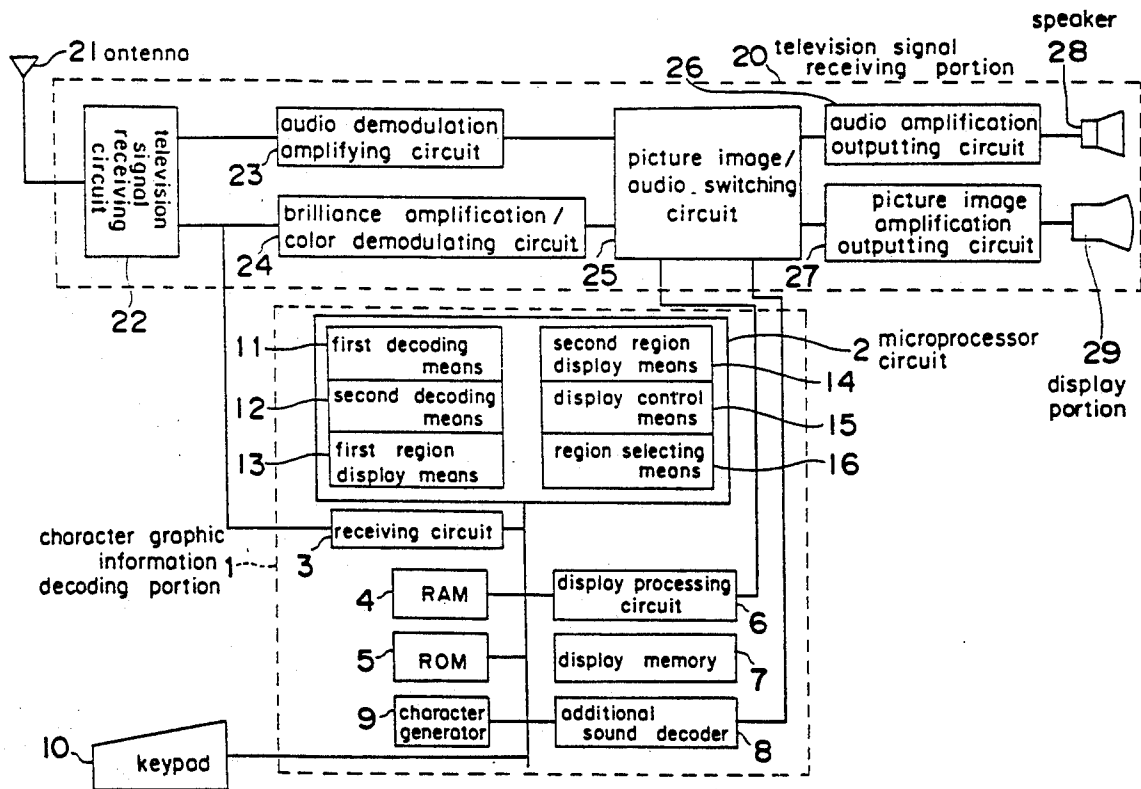 21 antenna
speaker
28
20 television signal
receiving portion
26
television
signal
receiving
circuit
22
audio demodulation
amplifying circuit
23
brilliance amplification/
color demodulating circuit
24
picture image/
audio switching
circuit
25
audio amplification
outputting circuit
picture image
amplification
outputting circuit
27
29
display
portion
11
first decoding
means
12
second decoding
means
13
first region
display means
second region
display means
14
display control
means
15
region selecting
means
16
2 microprocessor
circuit
receiving circuit
3
character graphic
information
decoding portion
1
4
RAM
display processing
circuit
6
5
ROM
display memory
7
9
character
generator
additional
sound decoder
8
10
keypad